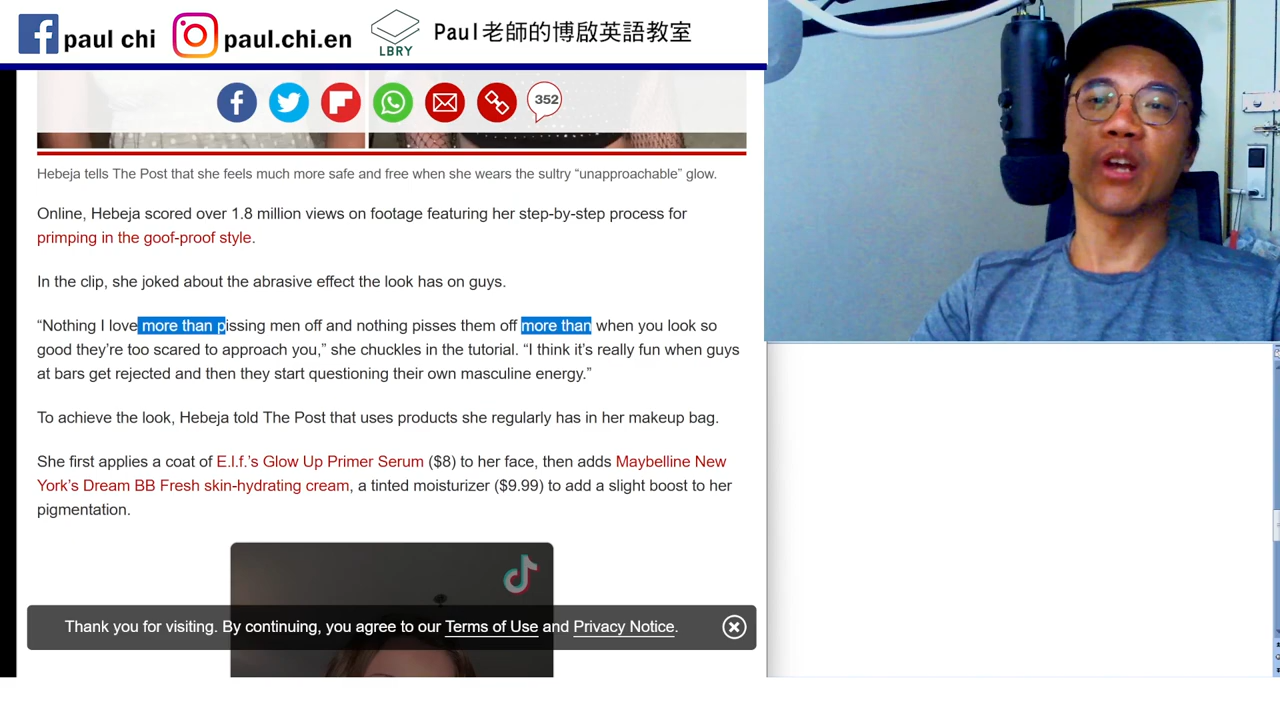 paul chi
paul.chi.en
LBRY
Paul老師的博啟英語教室
352
Hebeja tells The Post that she feels much more safe and free when she wears the sultry “unapproachable” glow.
Online, Hebeja scored over 1.8 million views on footage featuring her step-by-step process for
primping in the goof-proof style.
In the clip, she joked about the abrasive effect the look has on guys.
“Nothing I love more than pissing men off and nothing pisses them off more than when you look so
good they’re too scared to approach you,” she chuckles in the tutorial. “I think it’s really fun when guys
at bars get rejected and then they start questioning their own masculine energy.”
To achieve the look, Hebeja told The Post that uses products she regularly has in her makeup bag.
She first applies a coat of E.l.f.’s Glow Up Primer Serum ($8) to her face, then adds Maybelline New
York’s Dream BB Fresh skin-hydrating cream, a tinted moisturizer ($9.99) to add a slight boost to her
pigmentation.
Thank you for visiting. By continuing, you agree to our Terms of Use and Privacy Notice.